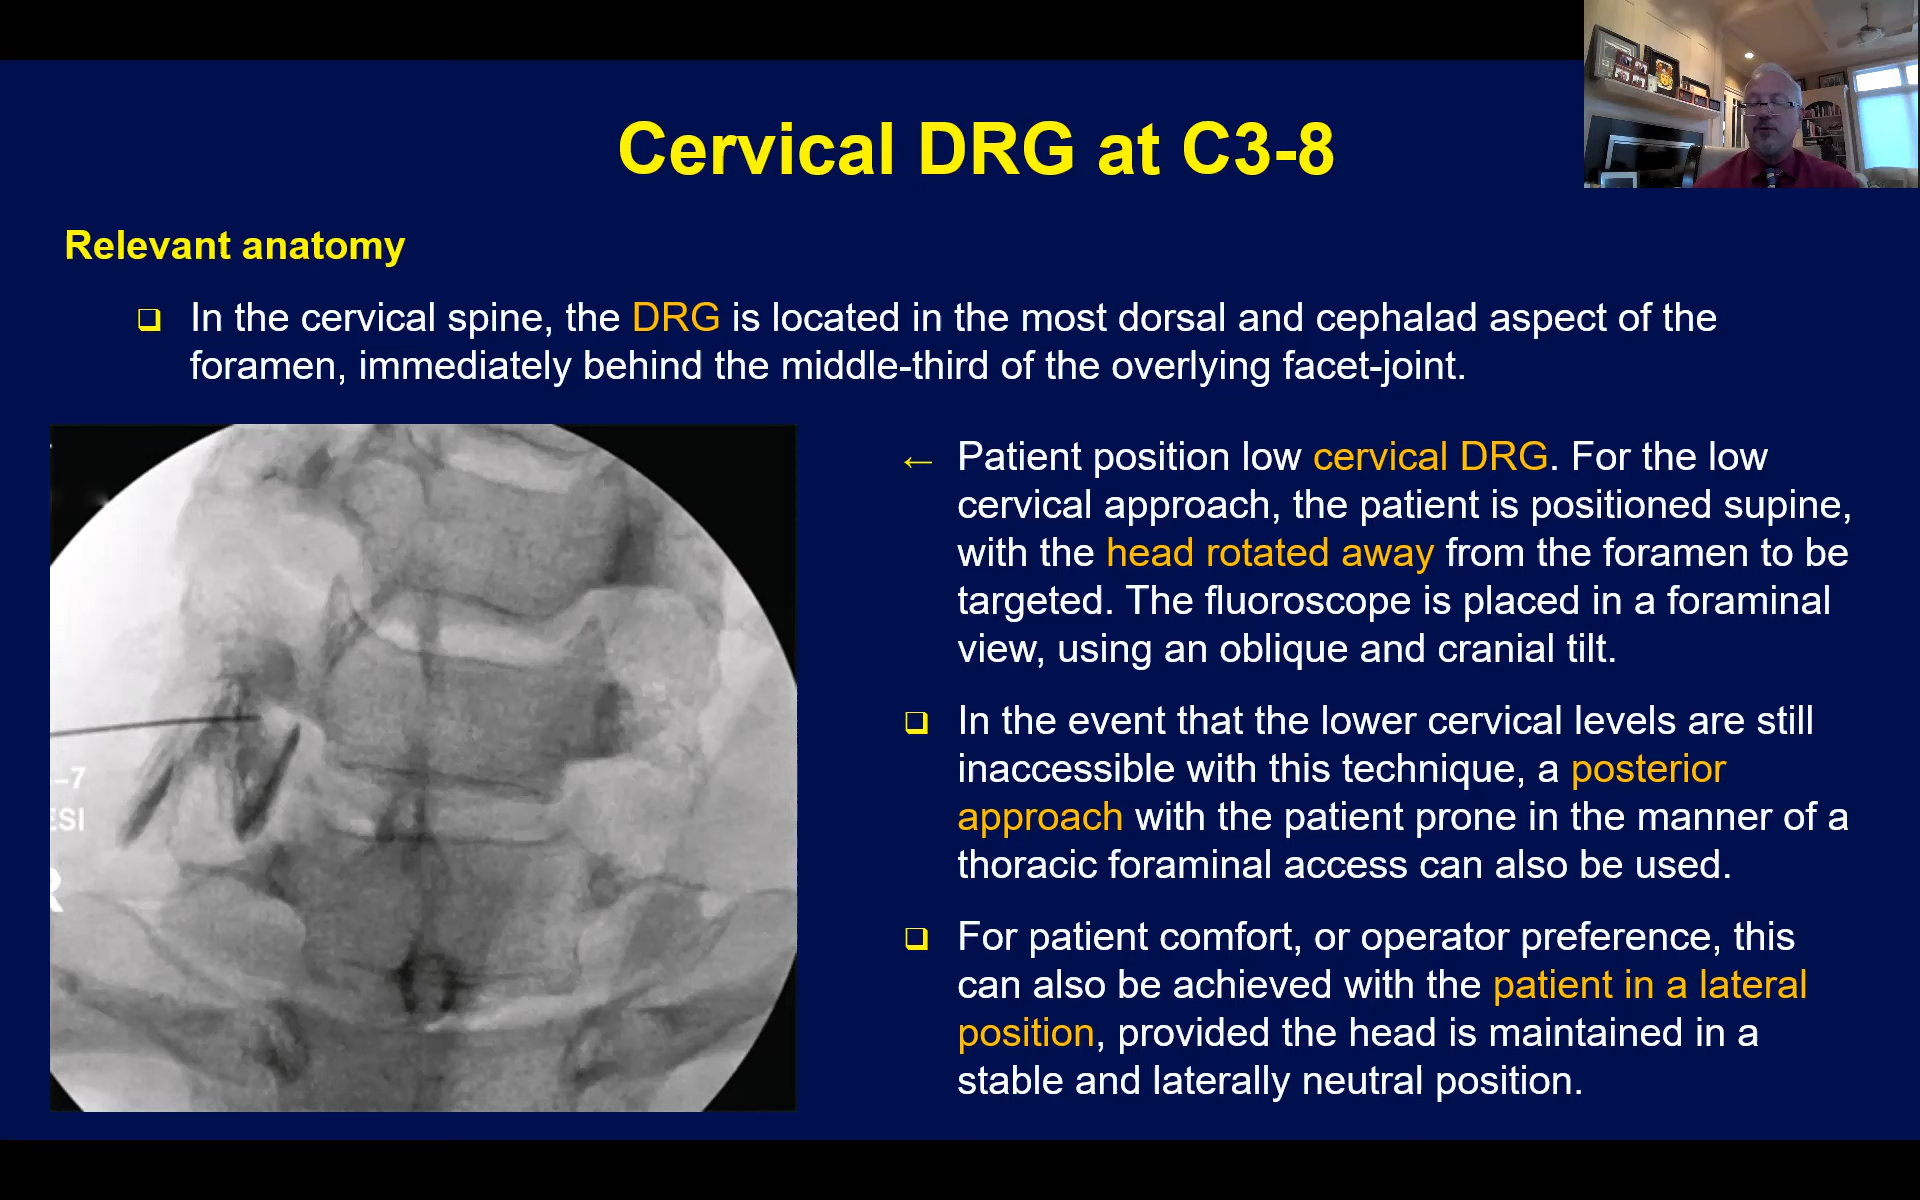 Cervical DRG at C3-8
Relevant anatomy
In the cervical spine, the DRG is located in the most dorsal and cephalad aspect of the
foramen, immediately behind the middle-third of the overlying facet-joint.
← Patient position low cervical DRG. For the low
cervical approach, the patient is positioned supine,
with the head rotated away from the foramen to be
targeted. The fluoroscope is placed in a foraminal
view, using an oblique and cranial tilt.
In the event that the lower cervical levels are still
inaccessible with this technique, a posterior
approach with the patient prone in the manner of a
thoracic foraminal access can also be used.
For patient comfort, or operator preference, this
can also be achieved with the patient in a lateral
position, provided the head is maintained in a
stable and laterally neutral position.
–7
ESI
R